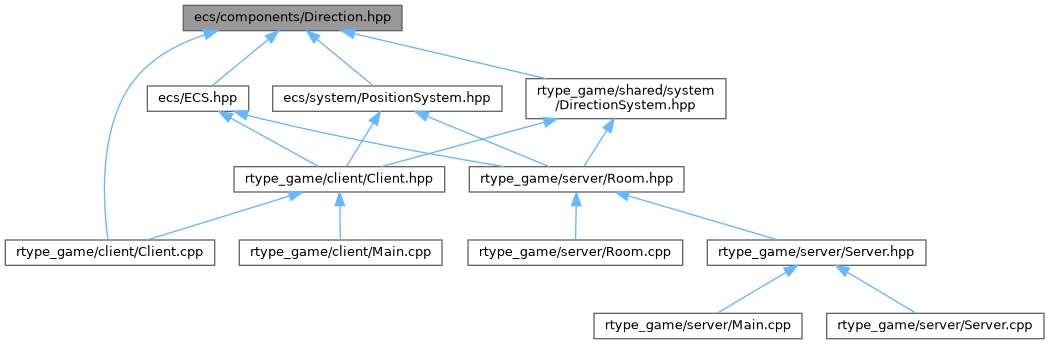 ecs/components/Direction.hpp
ecs/ECS.hpp
ecs/system/PositionSystem.hpp
rtype_game/shared/system
/DirectionSystem.hpp
rtype_game/client/Client.hpp
rtype_game/server/Room.hpp
rtype_game/client/Client.cpp
rtype_game/client/Main.cpp
rtype_game/server/Room.cpp
rtype_game/server/Server.hpp
rtype_game/server/Main.cpp
rtype_game/server/Server.cpp